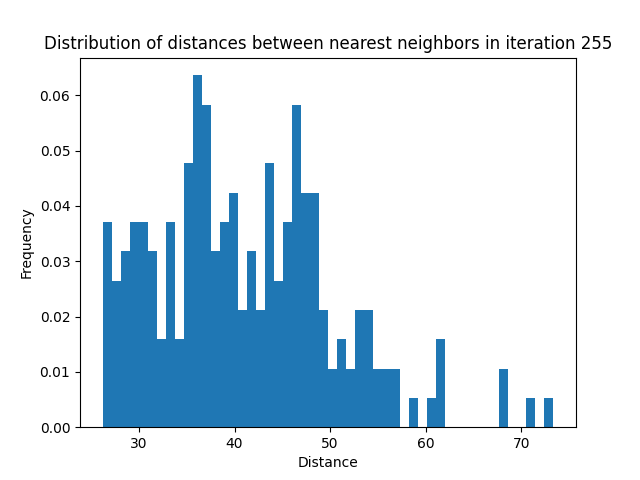 Distribution of distances between nearest neighbors in iteration 255
0.06
0.05
0.04
0.03
0.02
0.01
0.00
Frequency
30 40 50 60 70
Distance